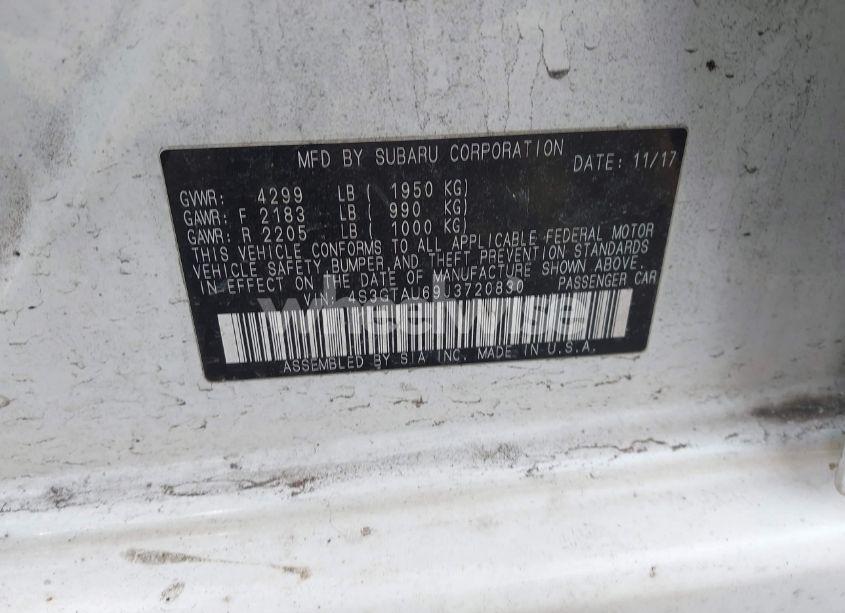 MFD BY SUBARU CORPORATION DATE: 11/17
GVWR: 4299 LB ( 1950 KG)
GAWR: F 2183 LB ( 990 KG)
GAWR: R 2205 LB ( 1000 KG)
THIS VEHICLE CONFORMS TO ALL APPLICABLE FEDERAL MOTOR
VEHICLE SAFETY, BUMPER, AND THEFT PREVENTION STANDARDS
IN EFFECT ON THE DATE OF MANUFACTURE SHOWN ABOVE.
VIN: 4S3GTAU69J3720830 PASSENGER CAR
wheelwise
ASSEMBLED BY SIA INC. MADE IN U.S.A.